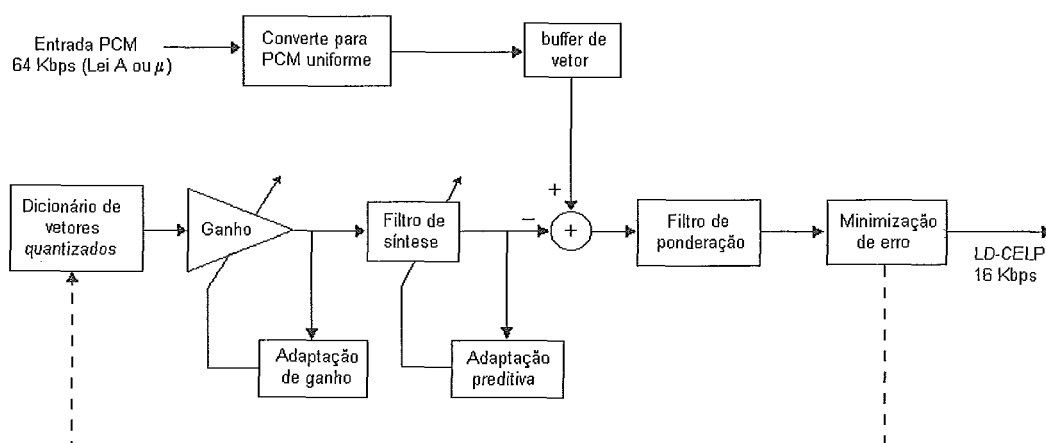 Entrada PCM
64 Kbps (Lei A ou μ)
Converte para
PCM uniforme
buffer de
vetor
+
Dicionário de
vetores
quantizados
Ganho
Filtro de
síntese
−
+
Filtro de
ponderação
Minimização
de erro
LD-CELP
16 Kbps
Adaptação
de ganho
Adaptação
preditiva